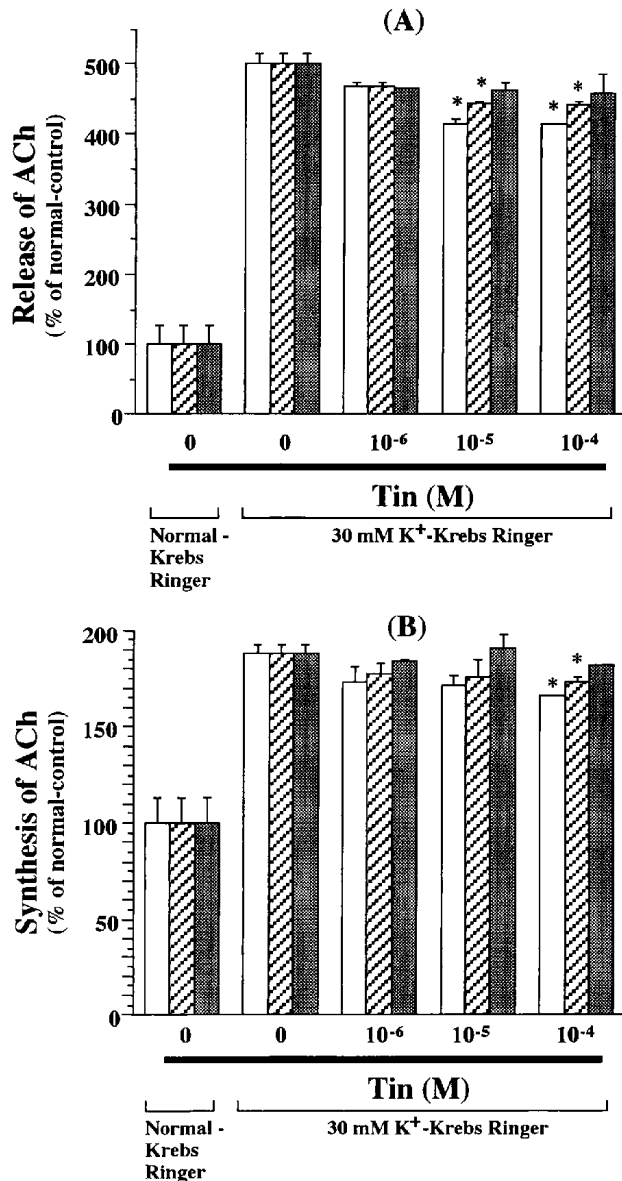 (A)
Release of ACh
(% of normal-control)
500
400
300
200
100
0
* *
* *
0 0 10⁻⁶ 10⁻⁵ 10⁻⁴
Tin (M)
Normal - 30 mM K⁺-Krebs Ringer
Krebs
Ringer
(B)
Synthesis of ACh
(% of normal-control)
200
150
100
50
0
* *
0 0 10⁻⁶ 10⁻⁵ 10⁻⁴
Tin (M)
Normal - 30 mM K⁺-Krebs Ringer
Krebs
Ringer